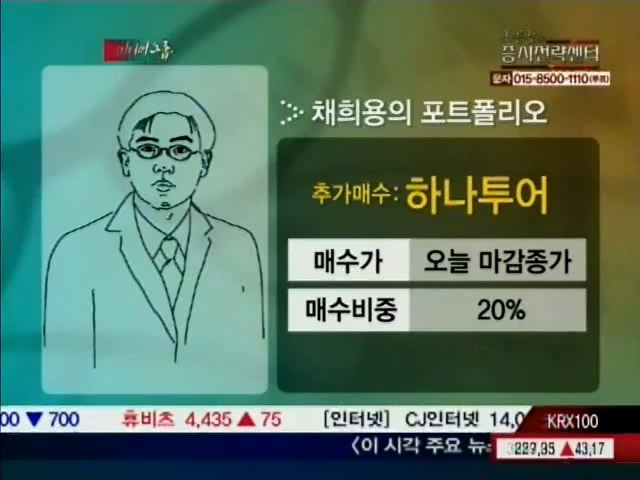 증시전략센터
문자 015-8500-1110(무료)
채희용의 포트폴리오
추가매수: 하나투어
매수가 오늘 마감종가
매수비중 20%
00 ▼ 700 휴비츠 4,435 ▲ 75 [인터넷] CJ인터넷 14,0
KRX100
<이 시각 주요 뉴
▲ 43,17